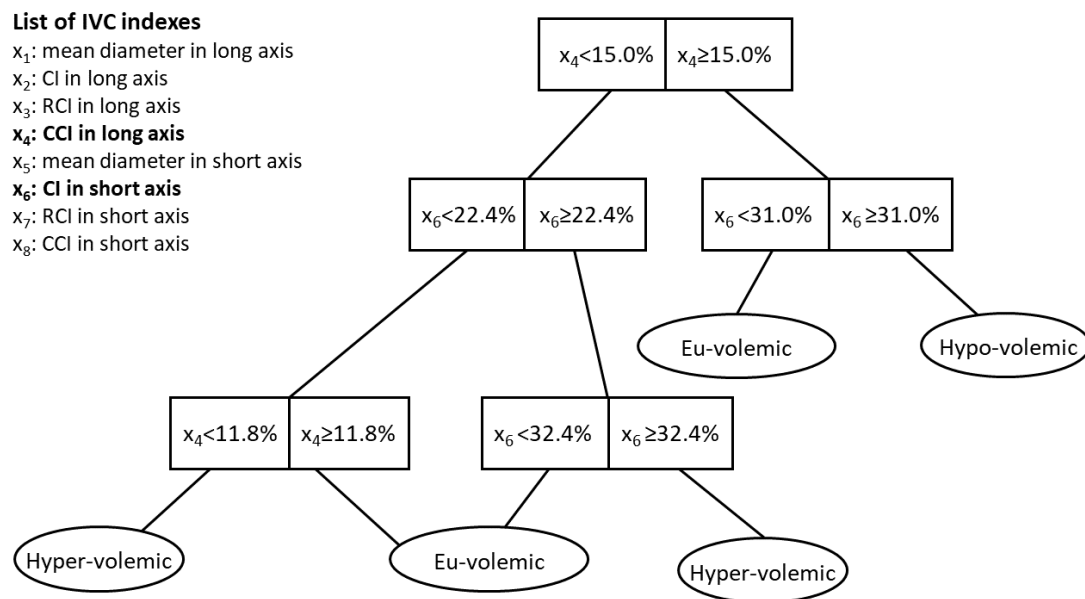 List of IVC indexes
x₁: mean diameter in long axis
x₂: CI in long axis
x₃: RCI in long axis
x₄: CCI in long axis
x₅: mean diameter in short axis
x₆: CI in short axis
x₇: RCI in short axis
x₈: CCI in short axis
x₄<15.0% x₄≥15.0%
x₆<22.4% x₆≥22.4%
x₆ <31.0% x₆ ≥31.0%
Eu-volemic
Hypo-volemic
x₄<11.8% x₄≥11.8%
x₆ <32.4% x₆ ≥32.4%
Hyper-volemic
Eu-volemic
Hyper-volemic